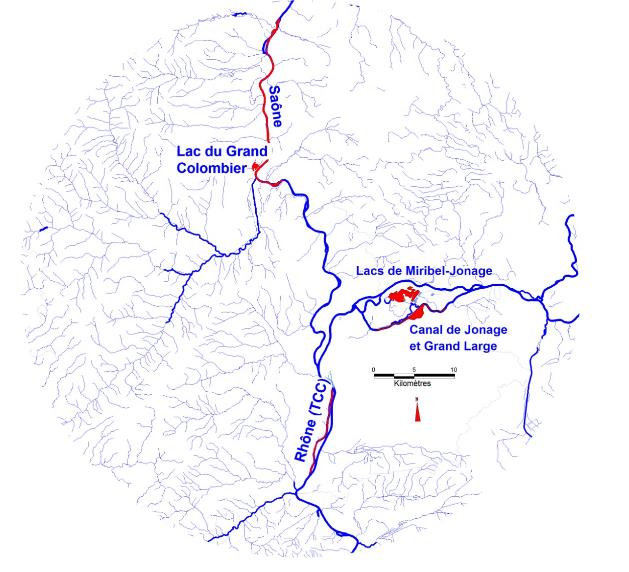 Saône
Lac du Grand
Colombier
Lacs de Miribel-Jonage
Canal de Jonage
et Grand Large
0 5 10
Kilomètres
N
Rhône (TCC)